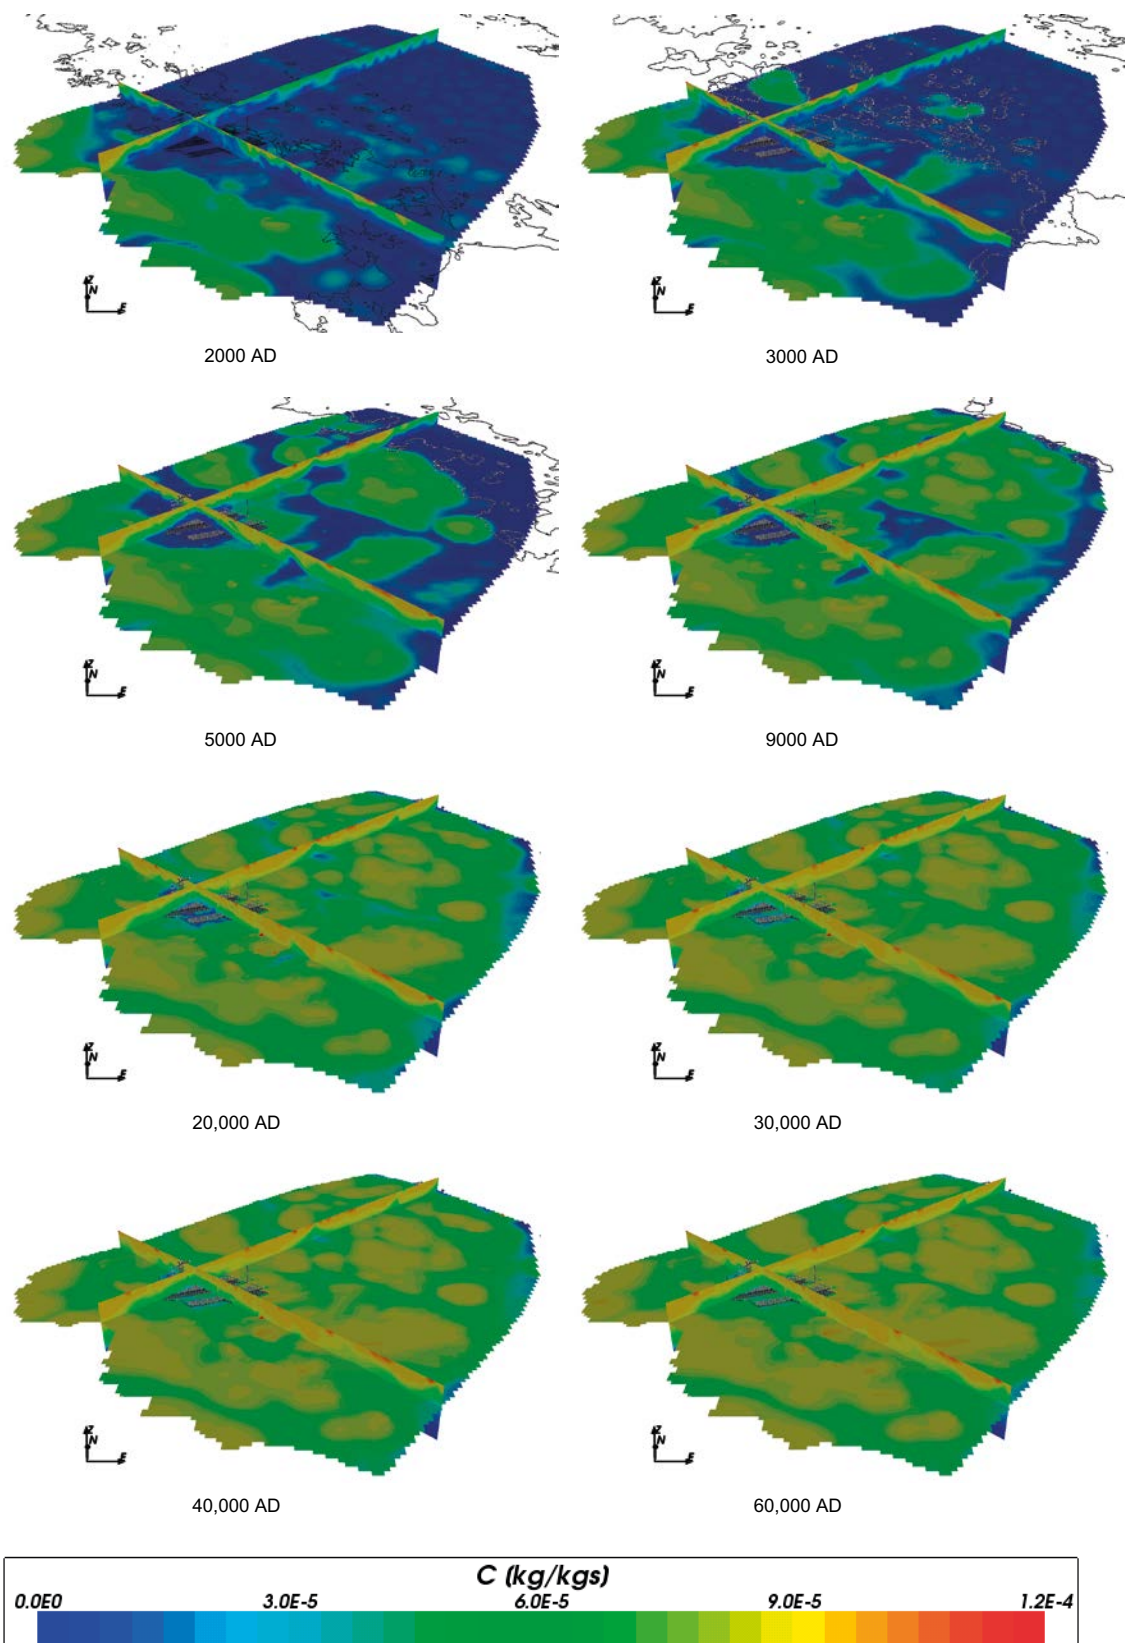 Z
N
E
Z
N
E
2000 AD
3000 AD
Z
N
E
Z
N
E
5000 AD
9000 AD
Z
N
E
Z
N
E
20,000 AD
30,000 AD
Z
N
E
Z
N
E
40,000 AD
60,000 AD
C (kg/kgs)
0.0E0 3.0E-5 6.0E-5 9.0E-5 1.2E-4